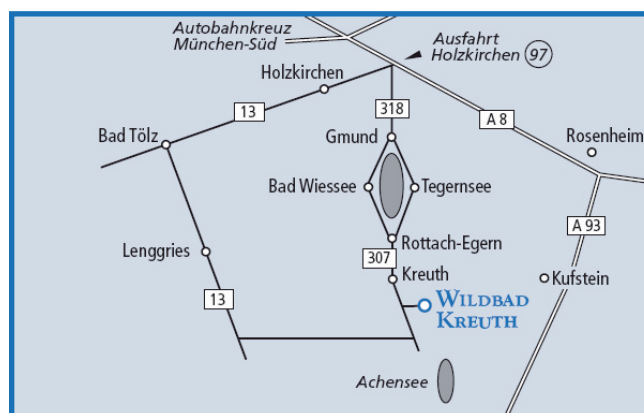 Autobahnkreuz
München-Süd
Ausfahrt
Holzkirchen 97
Holzkirchen
13
318
A 8
Bad Tölz
Gmund
Rosenheim
Bad Wiessee
Tegernsee
A 93
Lenggries
Rottach-Egern
307
Kreuth
Kufstein
13
WILDBAD
KREUTH
Achensee